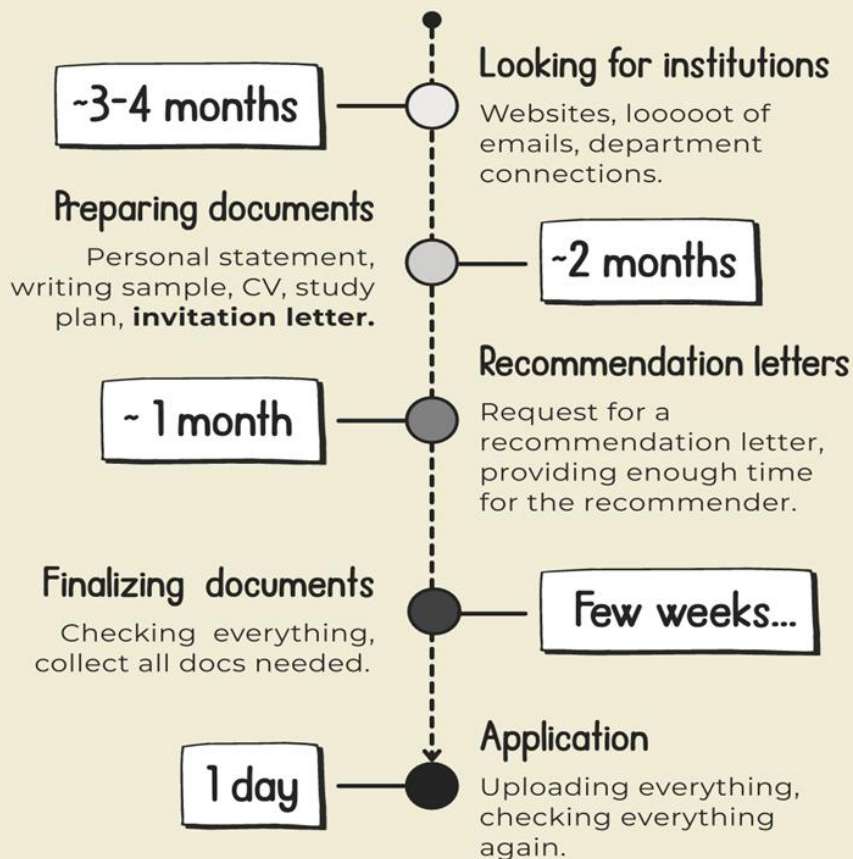 ~3-4 months
Looking for institutions
Websites, looooot of
emails, department
connections.
Preparing documents
Personal statement,
writing sample, CV, study
plan, invitation letter.
~2 months
~ 1 month
Recommendation letters
Request for a
recommendation letter,
providing enough time
for the recommender.
Finalizing documents
Checking everything,
collect all docs needed.
Few weeks...
1 day
Application
Uploading everything,
checking everything
again.